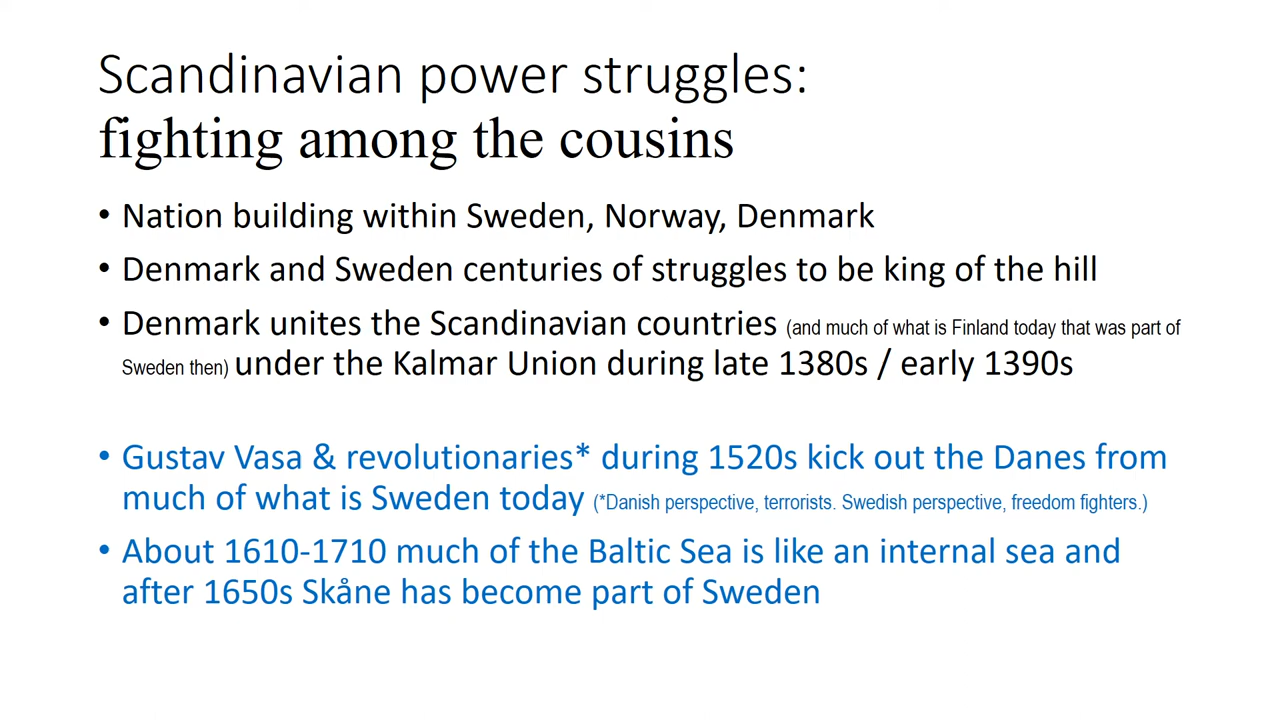 Scandinavian power struggles:
fighting among the cousins
• Nation building within Sweden, Norway, Denmark
• Denmark and Sweden centuries of struggles to be king of the hill
• Denmark unites the Scandinavian countries (and much of what is Finland today that was part of
Sweden then) under the Kalmar Union during late 1380s / early 1390s
• Gustav Vasa & revolutionaries* during 1520s kick out the Danes from
much of what is Sweden today (*Danish perspective, terrorists. Swedish perspective, freedom fighters.)
• About 1610-1710 much of the Baltic Sea is like an internal sea and
after 1650s Skåne has become part of Sweden